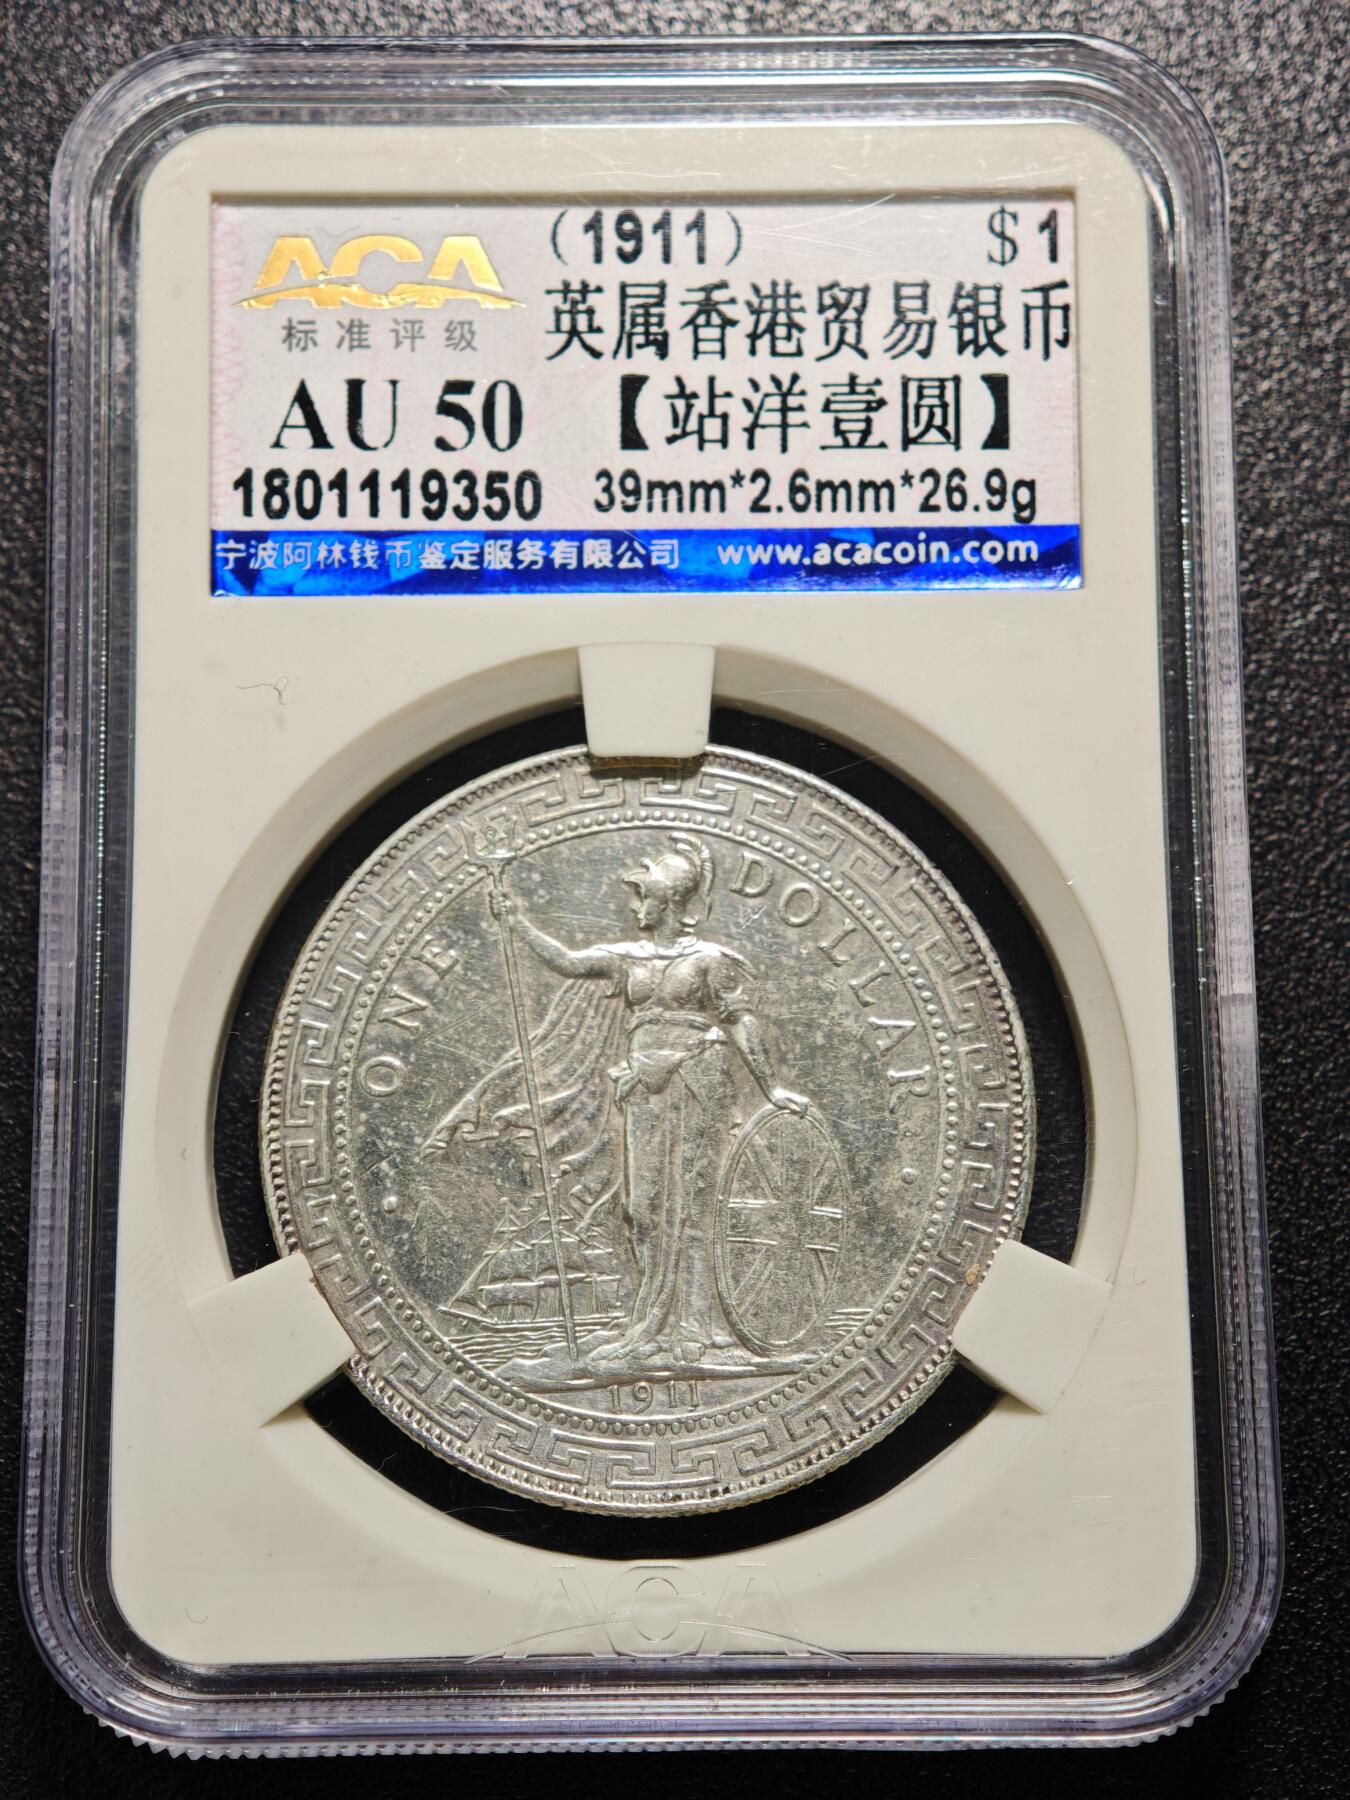 ACA
标准评级
AU 50
1801119350
(1911) $1
英属香港贸易银币
【站洋壹圆】
39mm*2.6mm*26.9g
宁波阿林钱币鉴定服务有限公司 www.acacoin.com
ONE DOLLAR
1911
ACA